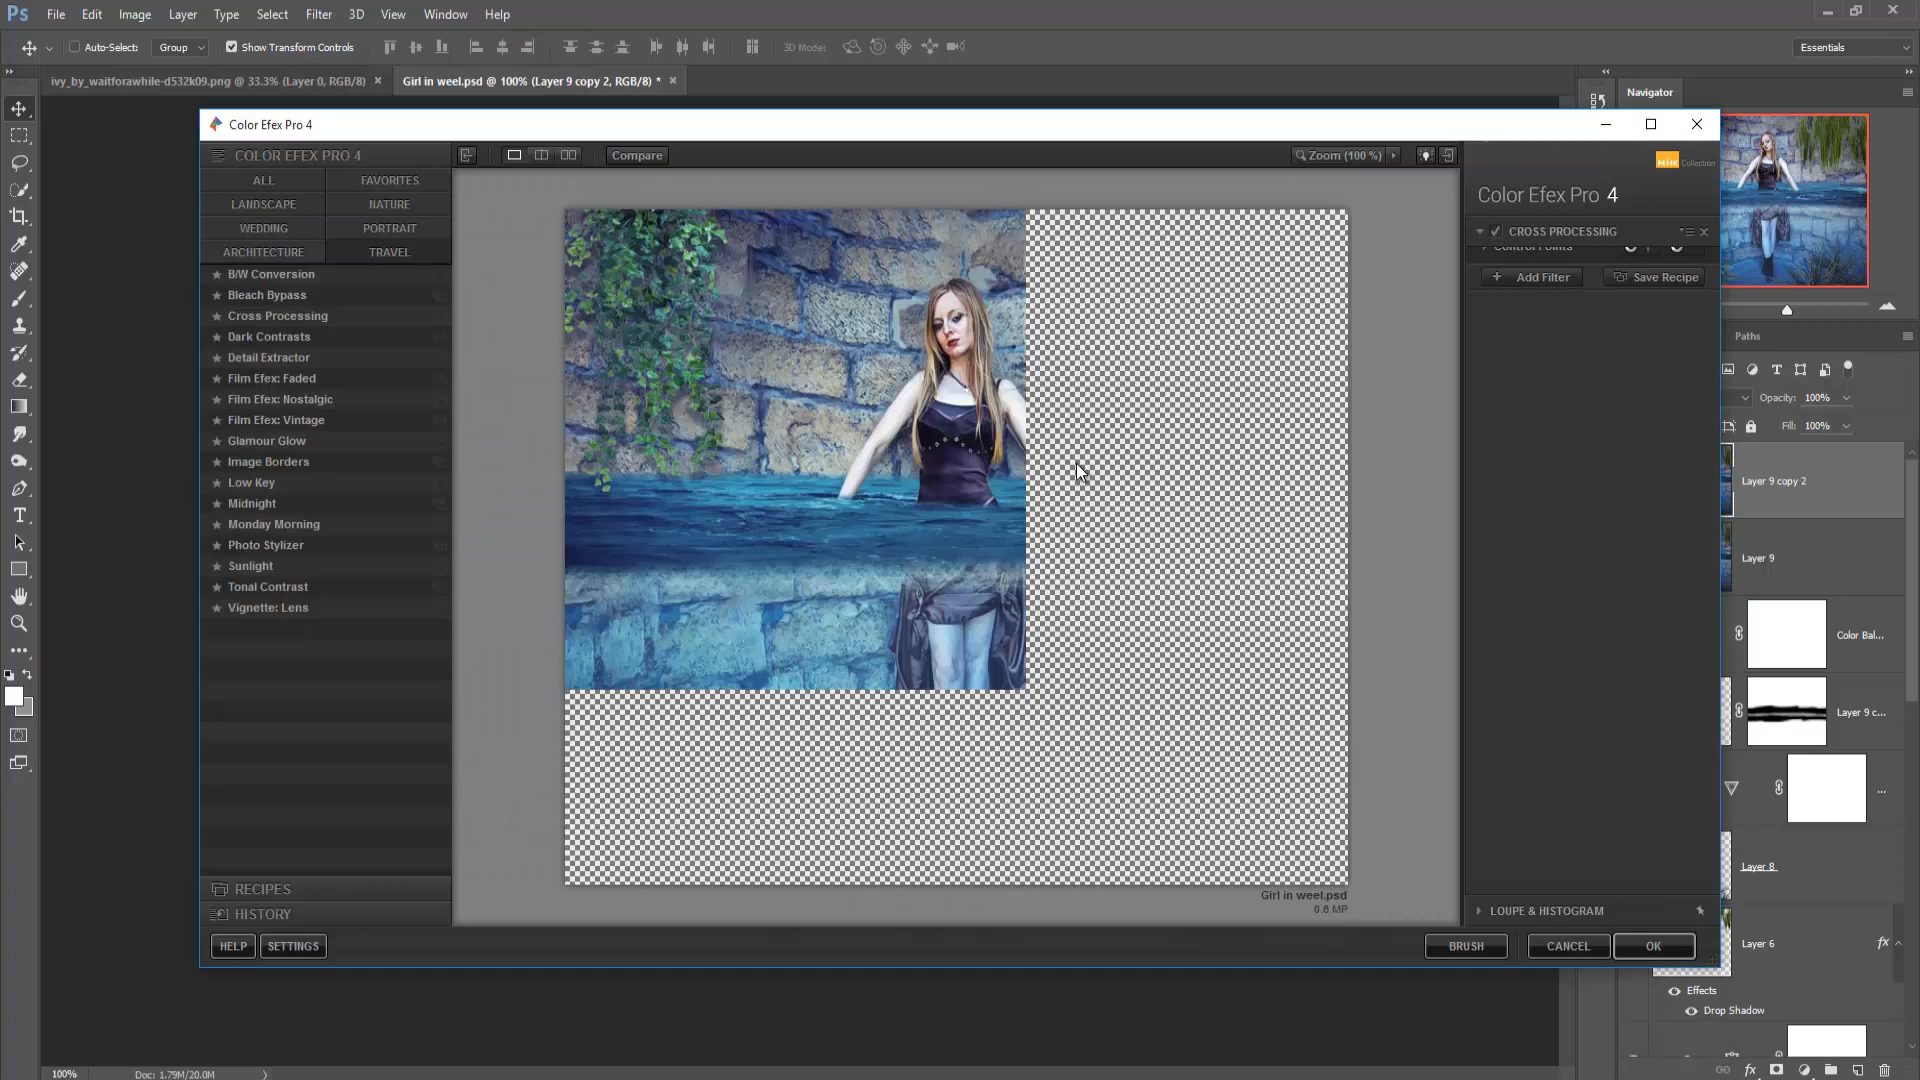 Ps File Edit Image Layer Type Select Filter 3D View Window Help
Auto-Select: Group Show Transform Controls 3D Mode: Essentials
ivy_by_waitforawhile-d532k09.png @ 33.3% (Layer 0, RGB/8) × Girl in weel.psd @ 100% (Layer 9 copy 2, RGB/8) * ×
Navigator
Color Efex Pro 4
COLOR EFEX PRO 4
Compare
Zoom (100 %)
Nik Collection
ALL FAVORITES
LANDSCAPE NATURE
WEDDING PORTRAIT
ARCHITECTURE TRAVEL
Color Efex Pro 4
CROSS PROCESSING
Control Points
Add Filter Save Recipe
B/W Conversion
Bleach Bypass
Cross Processing
Dark Contrasts
Detail Extractor
Film Efex: Faded
Film Efex: Nostalgic
Film Efex: Vintage
Glamour Glow
Image Borders
Low Key
Midnight
Monday Morning
Photo Stylizer
Sunlight
Tonal Contrast
Vignette: Lens
RECIPES
HISTORY
HELP SETTINGS
Girl in weel.psd
0.6 MP
LOUPE & HISTOGRAM
BRUSH CANCEL OK
Paths
Opacity: 100%
Fill: 100%
Layer 9 copy 2
Layer 9
Color Bal...
Layer 9 c...
...
Layer 8
Layer 6 fx
Effects
Drop Shadow
100% Doc: 1.79M/20.0M
fx